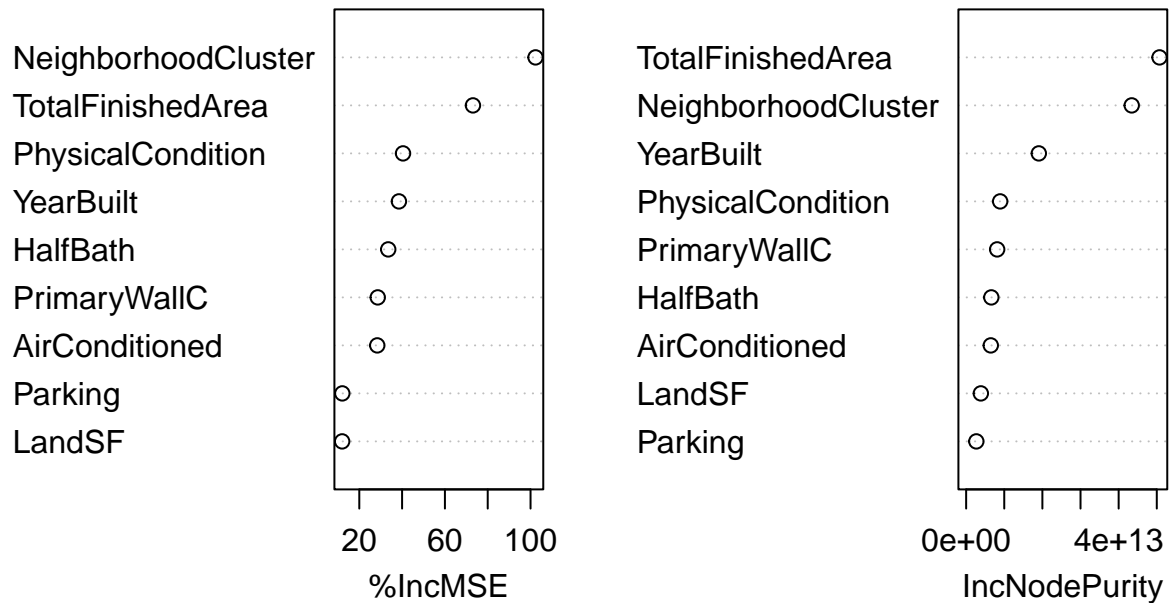 NeighborhoodCluster
TotalFinishedArea
PhysicalCondition
YearBuilt
HalfBath
PrimaryWallC
AirConditioned
Parking
LandSF
20 60 100
%IncMSE
TotalFinishedArea
NeighborhoodCluster
YearBuilt
PhysicalCondition
PrimaryWallC
HalfBath
AirConditioned
LandSF
Parking
0e+00 4e+13
IncNodePurity